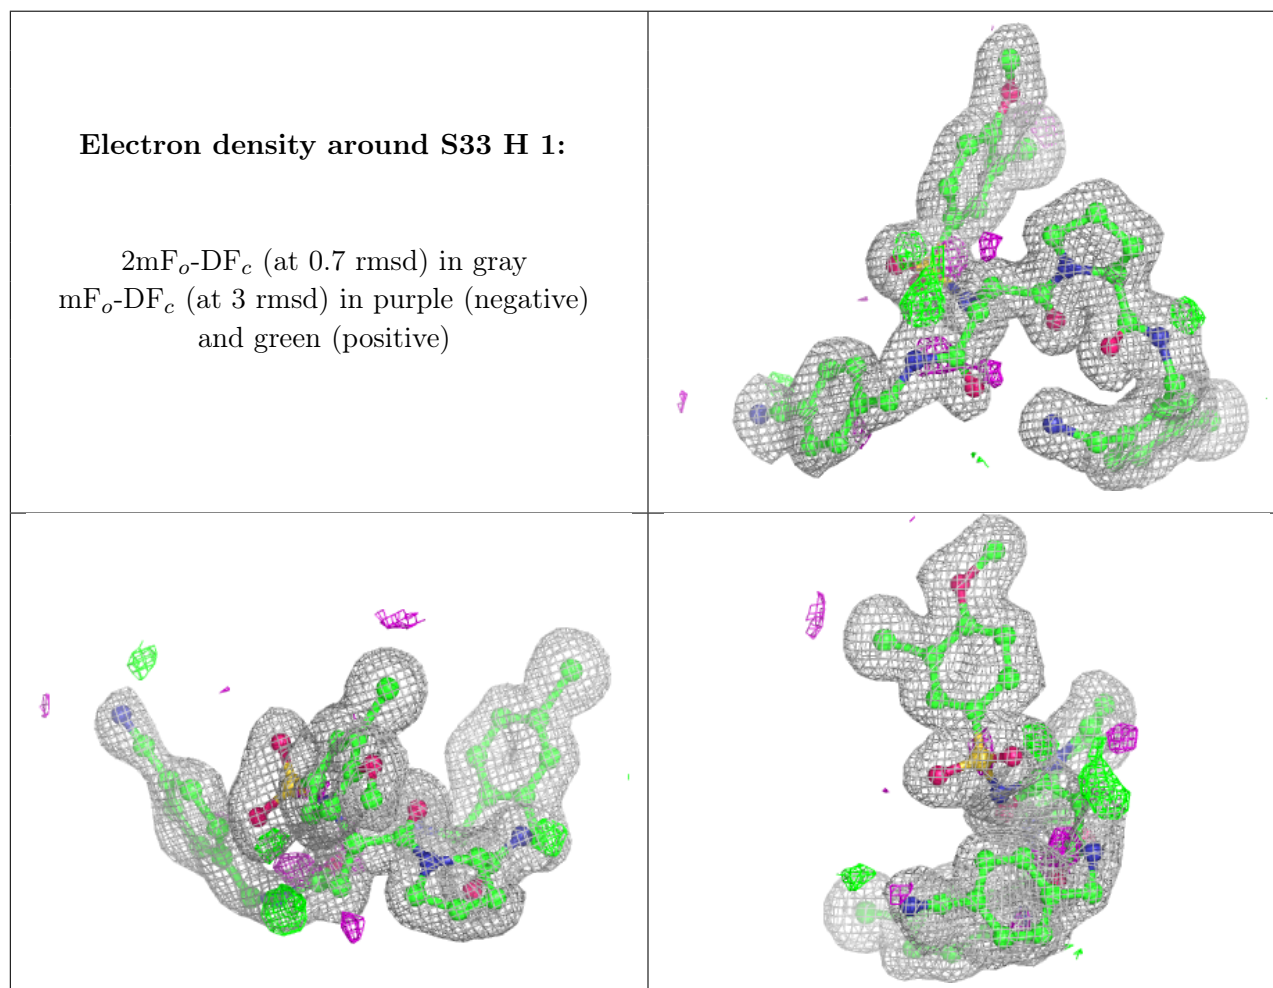 Electron density around S33 H 1:
2mFo-DFc (at 0.7 rmsd) in gray
mFo-DFc (at 3 rmsd) in purple (negative)
and green (positive)